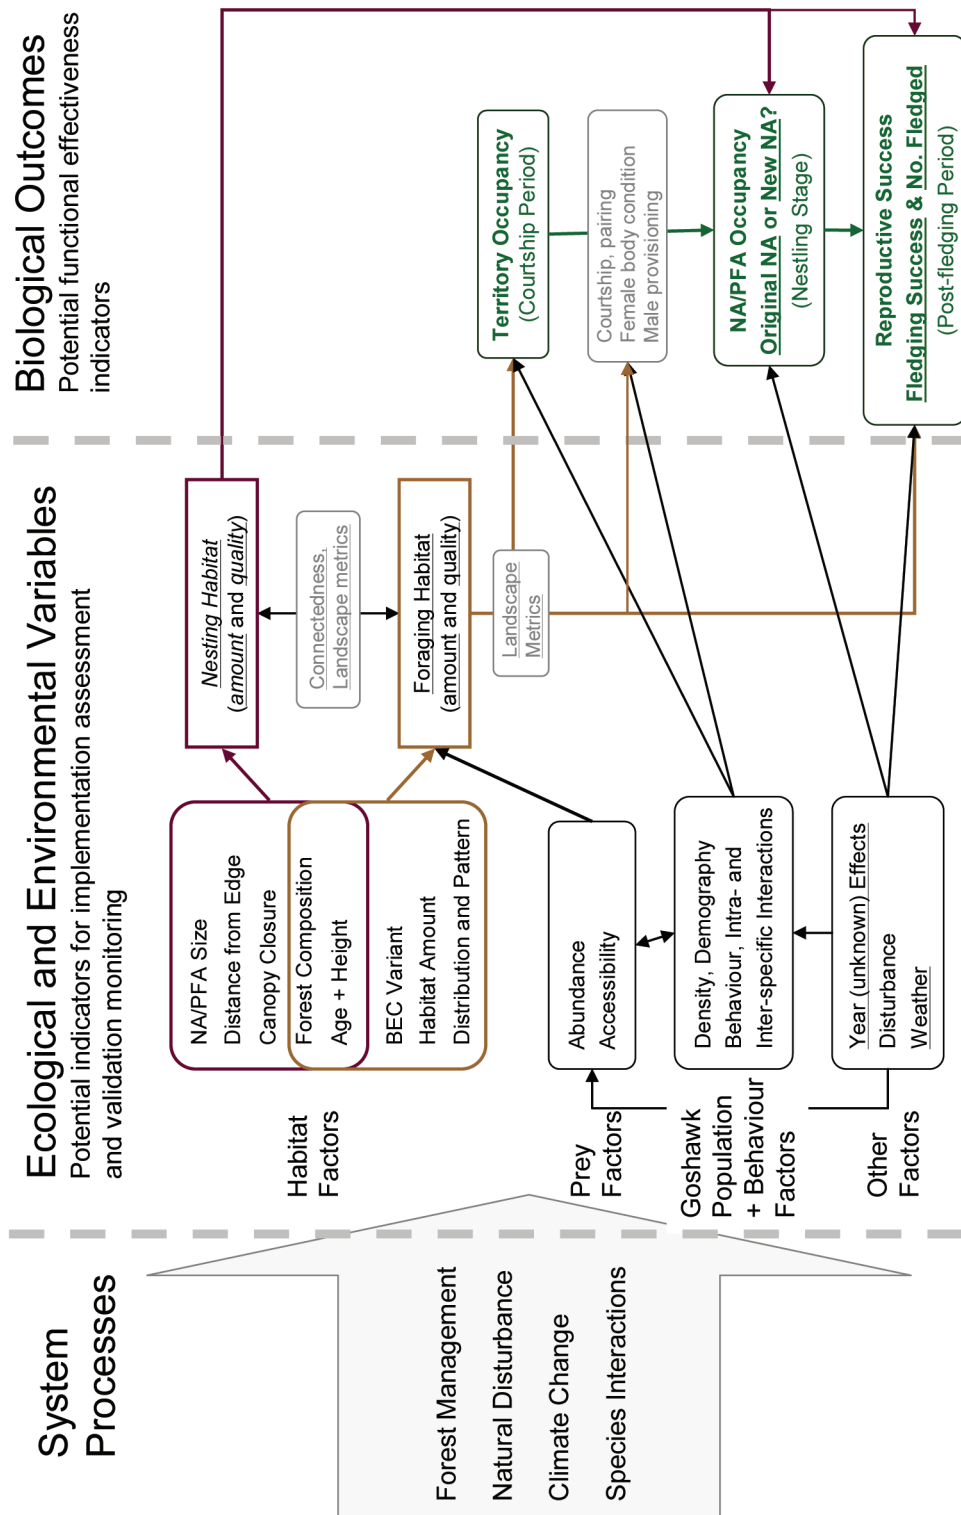 System
Processes
Forest Management
Natural Disturbance
Climate Change
Species Interactions
Ecological and Environmental Variables
Potential indicators for implementation assessment
and validation monitoring
Habitat
Factors
NA/PFA Size
Distance from Edge
Canopy Closure
Forest Composition
Age + Height
BEC Variant
Habitat Amount
Distribution and Pattern
Prey
Factors
Abundance
Accessibility
Goshawk
Population
+ Behaviour
Factors
Density, Demography
Behaviour, Intra- and
Inter-specific Interactions
Other
Factors
Year (unknown) Effects
Disturbance
Weather
Nesting Habitat
(amount and quality)
Connectedness,
Landscape metrics
Foraging Habitat
(amount and quality)
Landscape
Metrics
Biological Outcomes
Potential functional effectiveness
indicators
Territory Occupancy
(Courtship Period)
Courtship, pairing
Female body condition
Male provisioning
NA/PFA Occupancy
Original NA or New NA?
(Nestling Stage)
Reproductive Success
Fledging Success & No. Fledged
(Post-fledging Period)